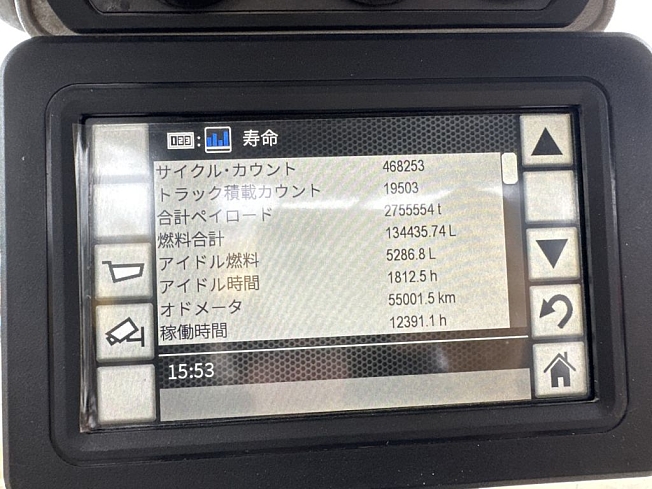 123 : 寿命
サイクル・カウント 468253
トラック積載カウント 19503
合計ペイロード 2755554 t
燃料合計 134435.74 L
アイドル燃料 5286.8 L
アイドル時間 1812.5 h
オドメータ 55001.5 km
稼働時間 12391.1 h
15:53